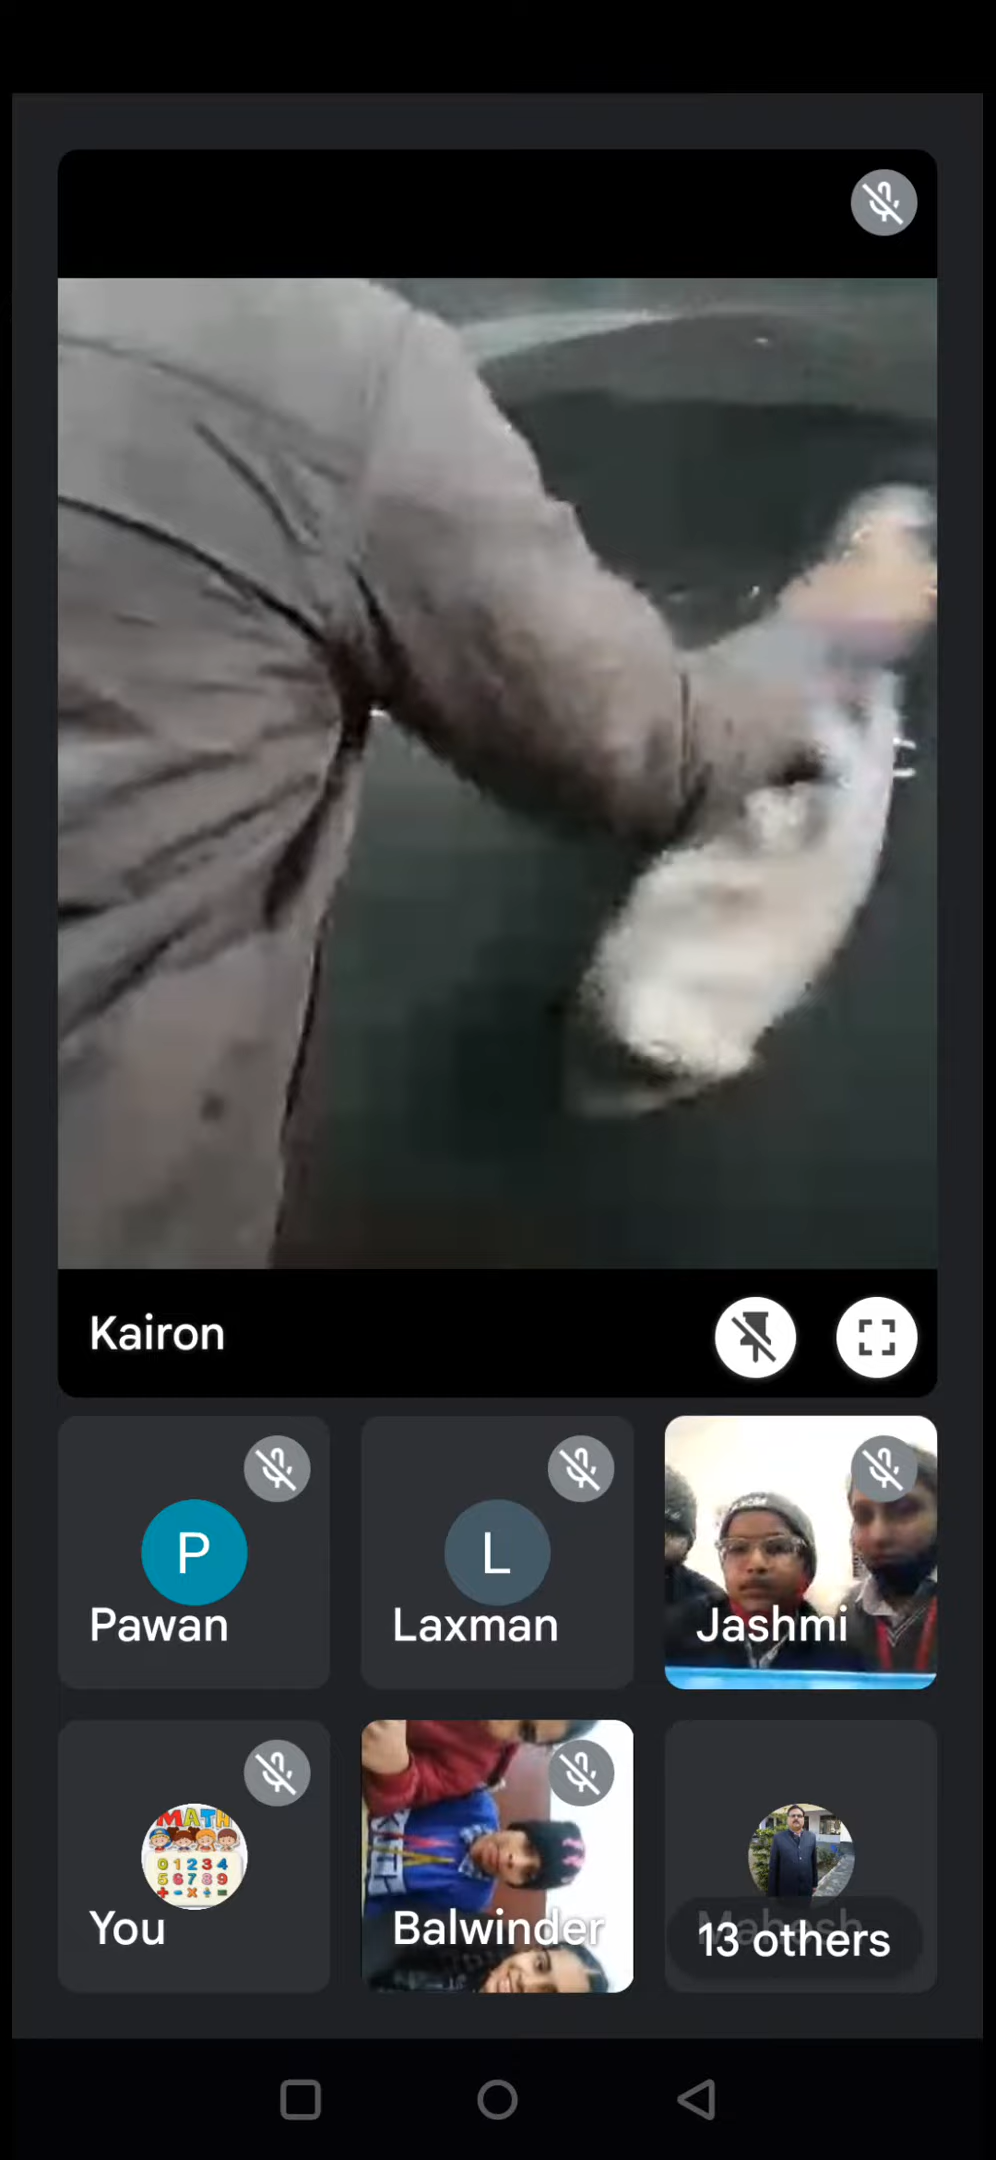 Kairon
P
Pawan
L
Laxman
Jashmi
MATH
0 1 2 3 4
5 6 7 8 9
+ - × ÷ =
You
Balwinder
Mahesh
13 others